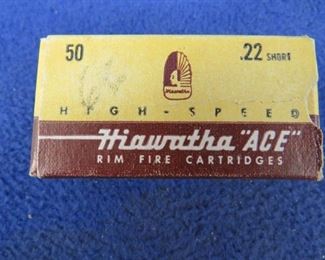 50 .22 SHORT
Hiawatha
HIGH-SPEED
Hiawatha "ACE"
RIM FIRE CARTRIDGES